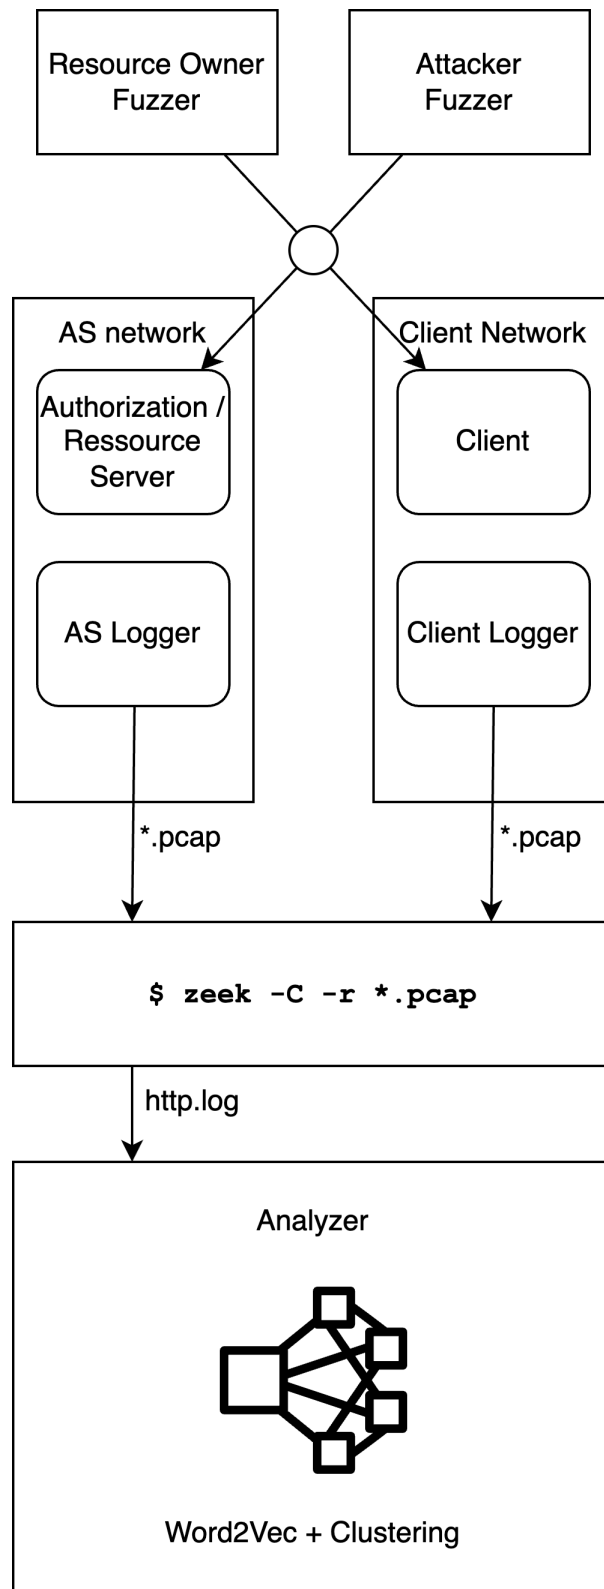 Resource Owner
Fuzzer
Attacker
Fuzzer
AS network
Client Network
Authorization /
Ressource
Server
Client
AS Logger
Client Logger
*.pcap
*.pcap
$ zeek -C -r *.pcap
http.log
Analyzer
Word2Vec + Clustering